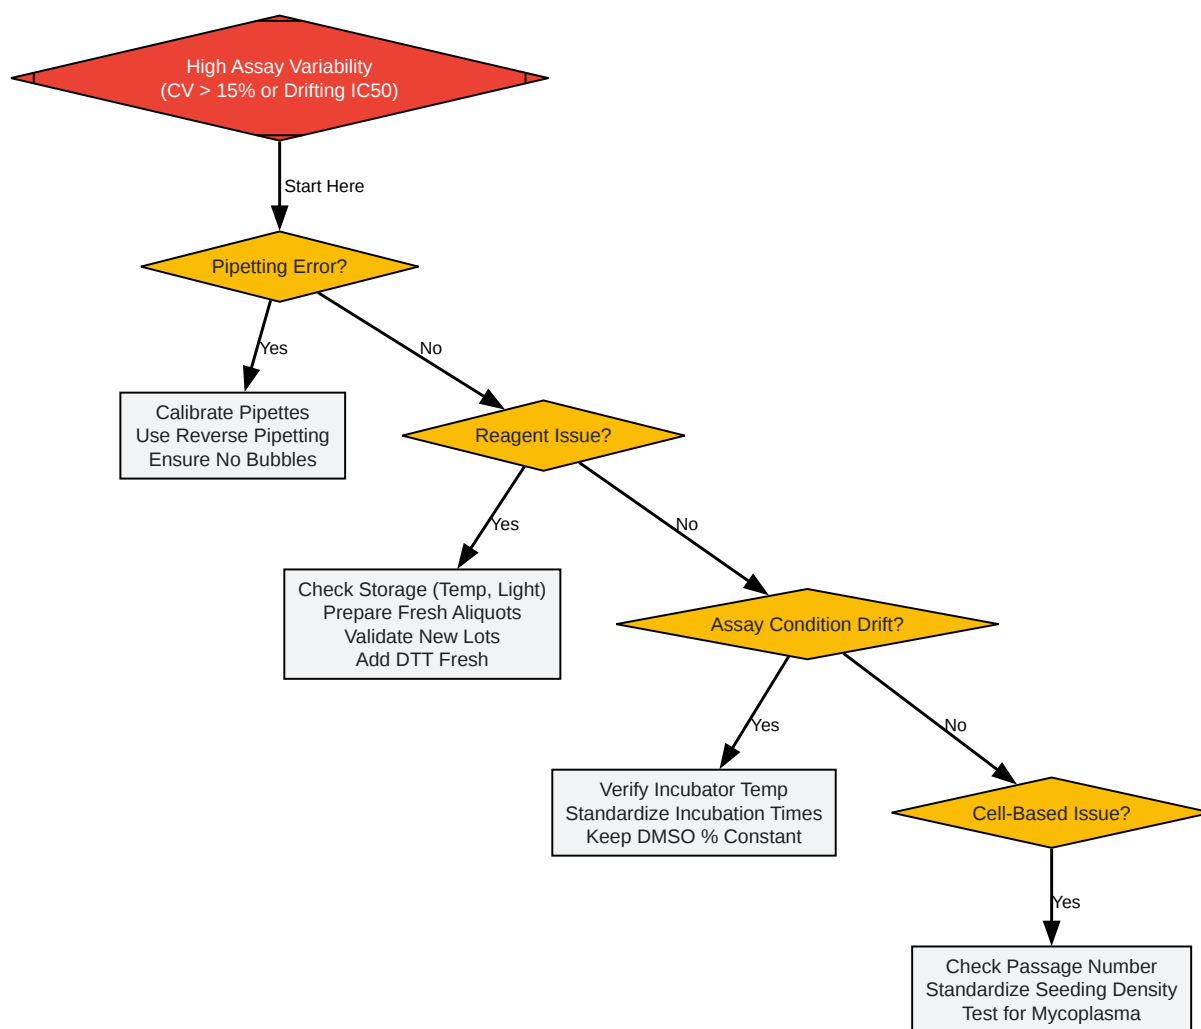 High Assay Variability
(CV > 15% or Drifting IC50)
Start Here
Pipetting Error?
Yes
No
Calibrate Pipettes
Use Reverse Pipetting
Ensure No Bubbles
Reagent Issue?
Yes
No
Check Storage (Temp, Light)
Prepare Fresh Aliquots
Validate New Lots
Add DTT Fresh
Assay Condition Drift?
Yes
No
Verify Incubator Temp
Standardize Incubation Times
Keep DMSO % Constant
Cell-Based Issue?
Yes
Check Passage Number
Standardize Seeding Density
Test for Mycoplasma